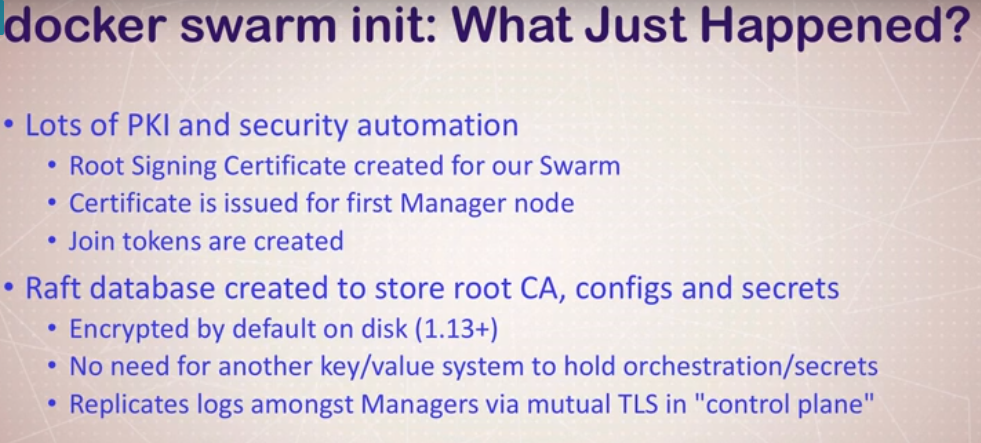 docker swarm init: What Just Happened?
• Lots of PKI and security automation
• Root Signing Certificate created for our Swarm
• Certificate is issued for first Manager node
• Join tokens are created
• Raft database created to store root CA, configs and secrets
• Encrypted by default on disk (1.13+)
• No need for another key/value system to hold orchestration/secrets
• Replicates logs amongst Managers via mutual TLS in "control plane"